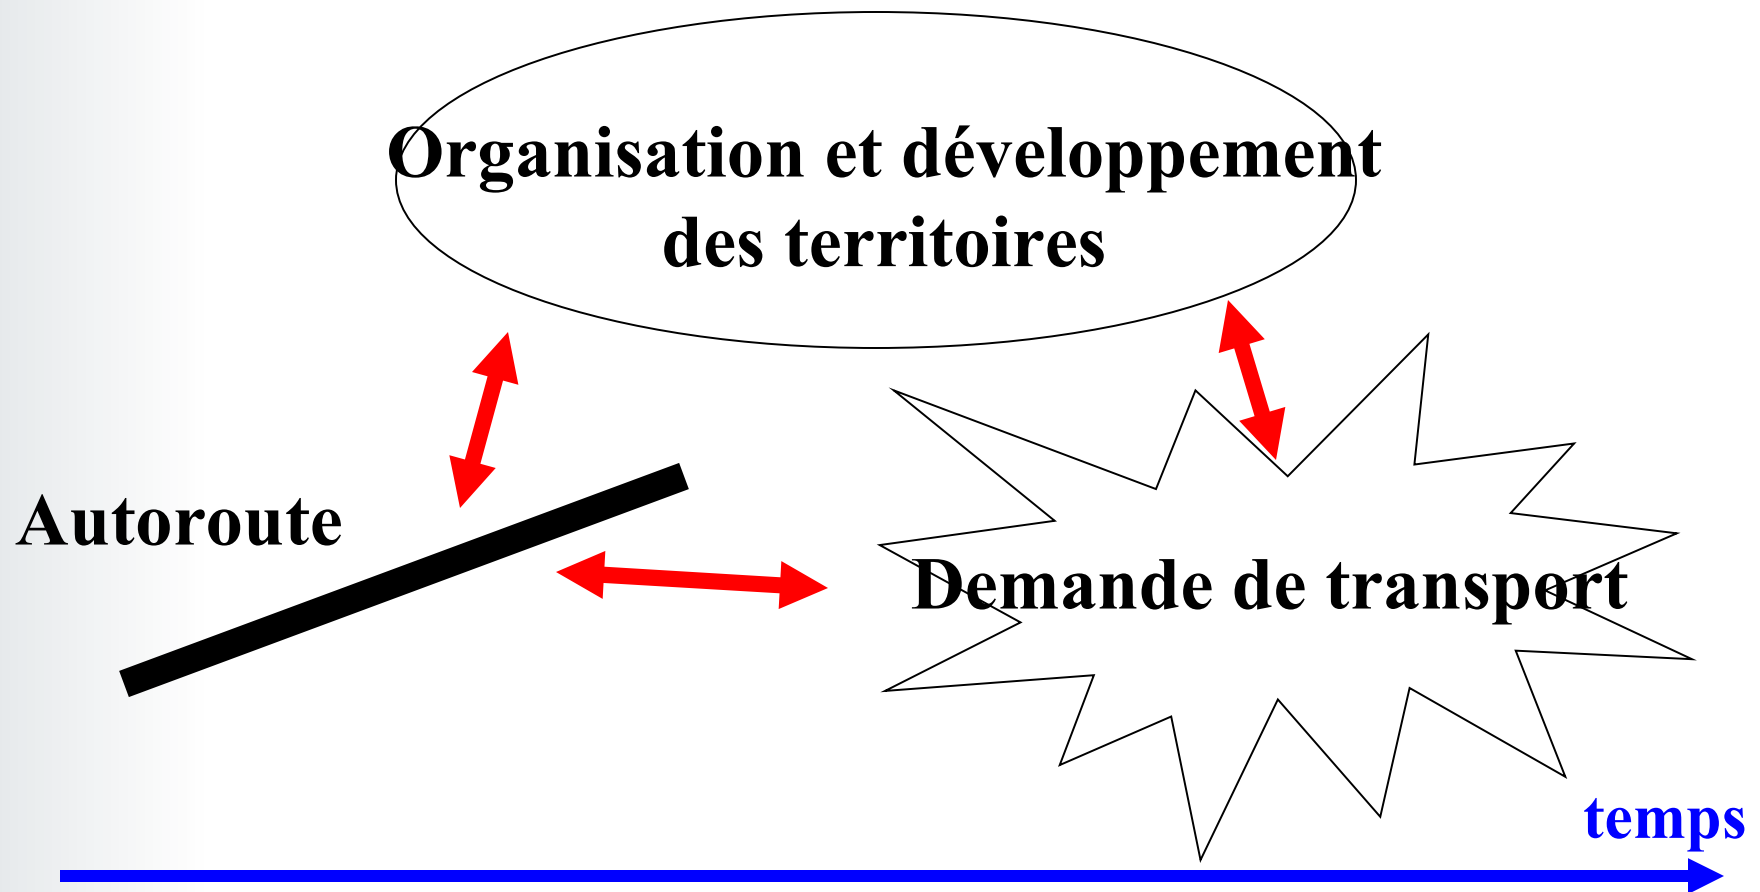 Organisation et développement
des territoires
Autoroute
Demande de transport
temps